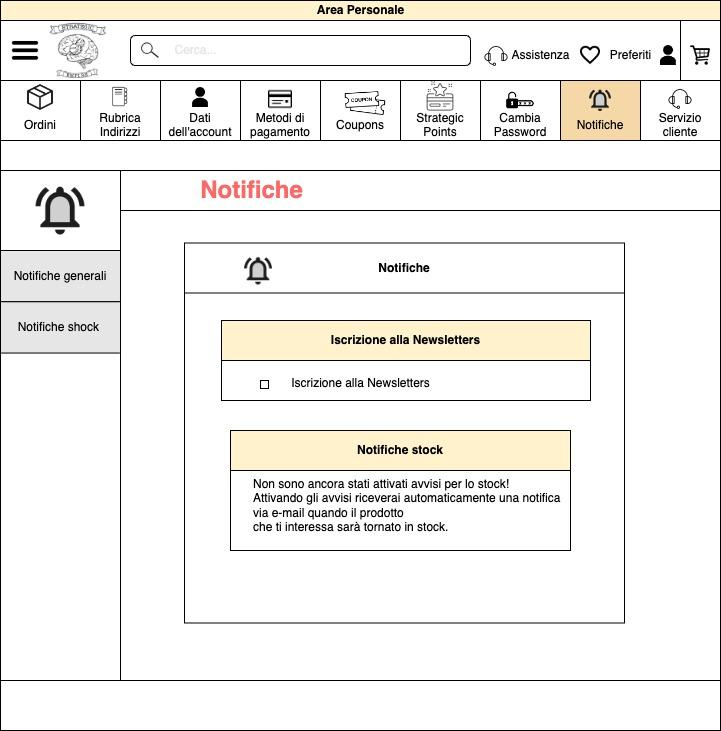 Area Personale
STRATEGIC
Cerca...
Assistenza
Preferiti
Ordini
Rubrica
Indirizzi
Dati
dell'account
Metodi di
pagamento
COUPON
Coupons
Strategic
Points
Cambia
Password
Notifiche
Servizio
cliente
Notifiche
Notifiche generali
Notifiche shock
Notifiche
Iscrizione alla Newsletters
Iscrizione alla Newsletters
Notifiche stock
Non sono ancora stati attivati avvisi per lo stock!
Attivando gli avvisi riceverai automaticamente una notifica
via e-mail quando il prodotto
che ti interessa sarà tornato in stock.